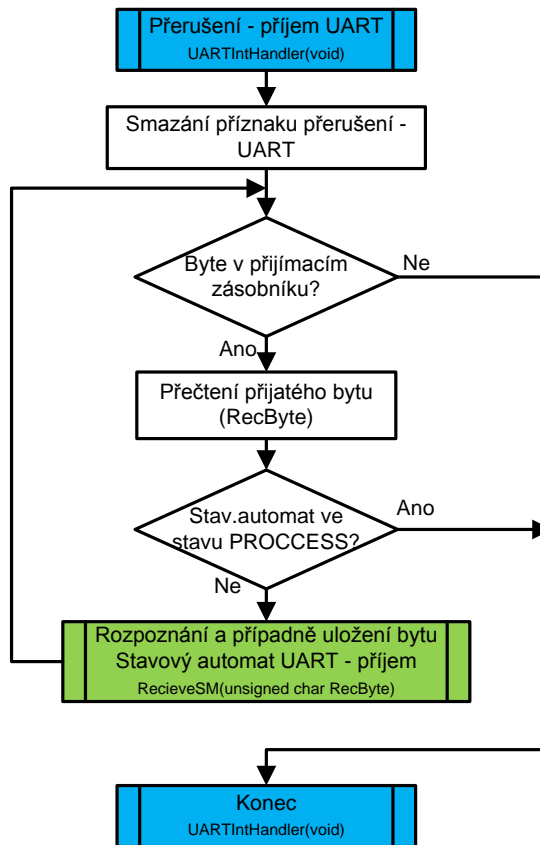 Přerušení - příjem UART
UARTIntHandler(void)
Smazání příznaku přerušení -
UART
Byte v přijímacím
zásobníku?
Ne
Ano
Přečtení přijatého bytu
(RecByte)
Stav.automat ve
stavu PROCCESS?
Ano
Ne
Rozpoznání a případně uložení bytu
Stavový automat UART - příjem
RecieveSM(unsigned char RecByte)
Konec
UARTIntHandler(void)